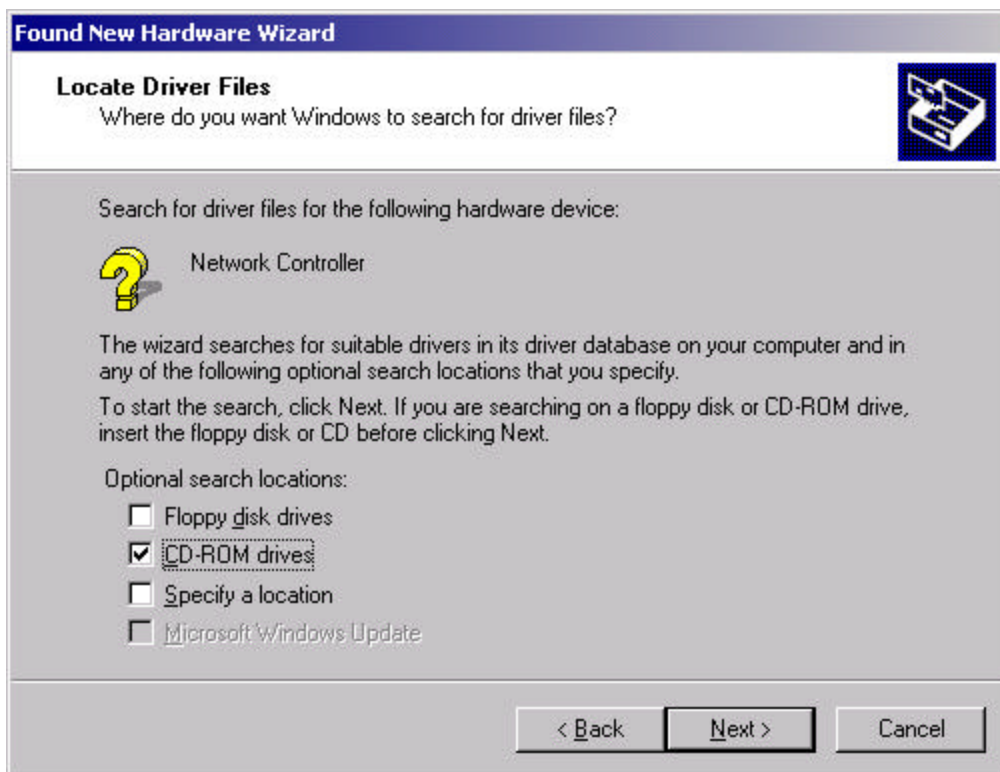 Found New Hardware Wizard
Locate Driver Files
Where do you want Windows to search for driver files?
Search for driver files for the following hardware device:
Network Controller
The wizard searches for suitable drivers in its driver database on your computer and in
any of the following optional search locations that you specify.
To start the search, click Next. If you are searching on a floppy disk or CD-ROM drive,
insert the floppy disk or CD before clicking Next.
Optional search locations:
Floppy disk drives
CD-ROM drives
Specify a location
Microsoft Windows Update
< Back Next > Cancel